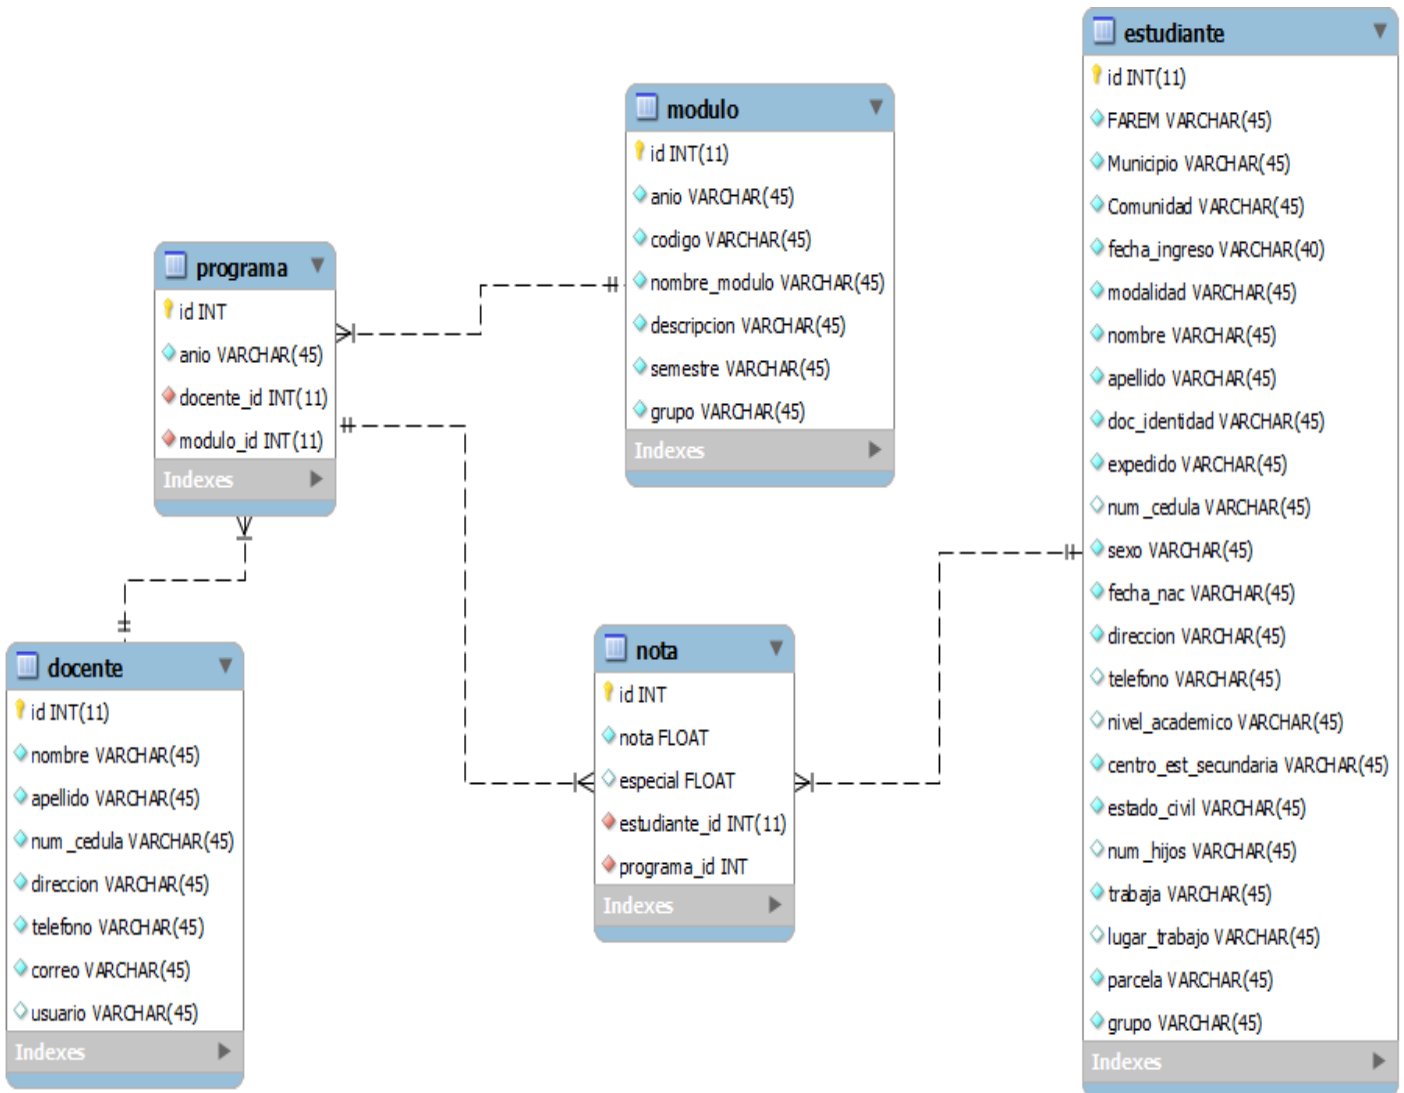 programa
id INT
anio VARCHAR(45)
docente_id INT(11)
modulo_id INT(11)
Indexes
modulo
id INT(11)
anio VARCHAR(45)
codigo VARCHAR(45)
nombre_modulo VARCHAR(45)
descripcion VARCHAR(45)
semestre VARCHAR(45)
grupo VARCHAR(45)
Indexes
docente
id INT(11)
nombre VARCHAR(45)
apellido VARCHAR(45)
num_cedula VARCHAR(45)
direccion VARCHAR(45)
telefono VARCHAR(45)
correo VARCHAR(45)
usuario VARCHAR(45)
Indexes
nota
id INT
nota FLOAT
especial FLOAT
estudiante_id INT(11)
programa_id INT
Indexes
estudiante
id INT(11)
FAREM VARCHAR(45)
Municipio VARCHAR(45)
Comunidad VARCHAR(45)
fecha_ingreso VARCHAR(40)
modalidad VARCHAR(45)
nombre VARCHAR(45)
apellido VARCHAR(45)
doc_identidad VARCHAR(45)
expedido VARCHAR(45)
num_cedula VARCHAR(45)
sexo VARCHAR(45)
fecha_nac VARCHAR(45)
direccion VARCHAR(45)
telefono VARCHAR(45)
nivel_academico VARCHAR(45)
centro_est_secundaria VARCHAR(45)
estado_civil VARCHAR(45)
num_hijos VARCHAR(45)
trabaja VARCHAR(45)
lugar_trabajo VARCHAR(45)
parcela VARCHAR(45)
grupo VARCHAR(45)
Indexes